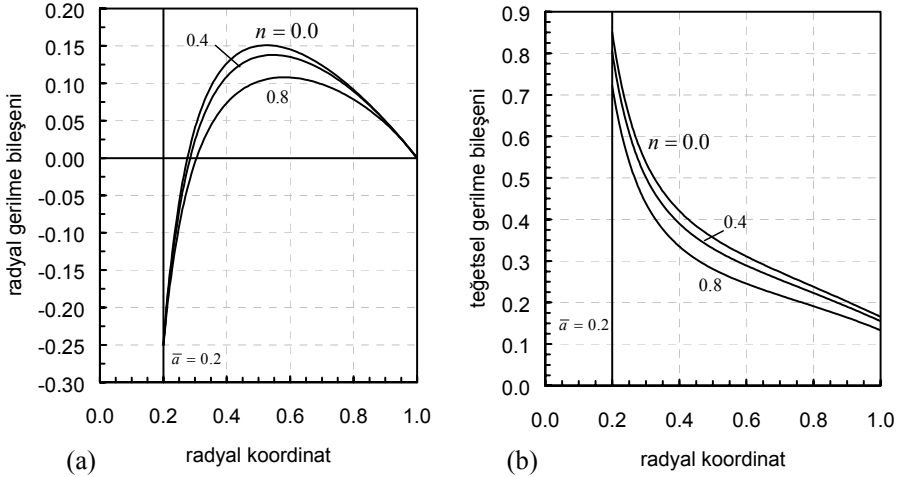 0.20
0.15
0.10
0.05
0.00
-0.05
-0.10
-0.15
-0.20
-0.25
-0.30
radyal gerilme bileşeni
n = 0.0
0.4
0.8
a̅ = 0.2
0.0 0.2 0.4 0.6 0.8 1.0
radyal koordinat
(a)
0.9
0.8
0.7
0.6
0.5
0.4
0.3
0.2
0.1
0.0
teğetsel gerilme bileşeni
n = 0.0
0.4
0.8
a̅ = 0.2
0.0 0.2 0.4 0.6 0.8 1.0
radyal koordinat
(b)